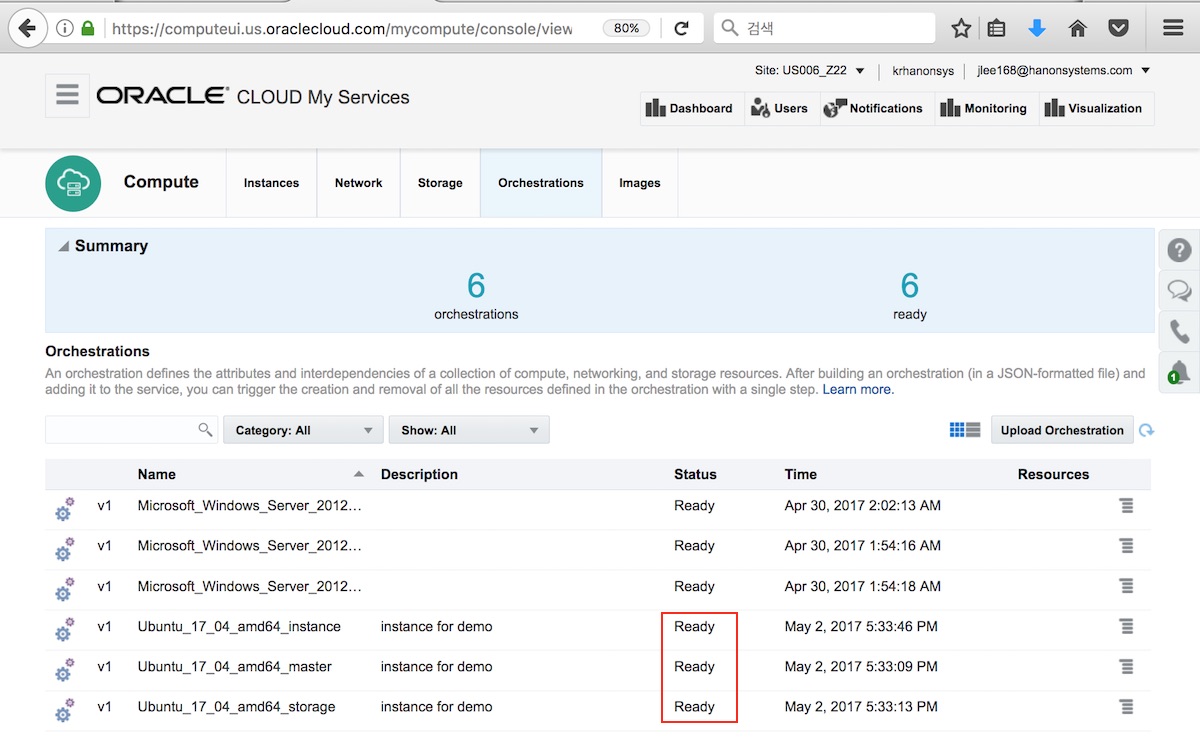 https://computeui.us.oraclecloud.com/mycompute/console/view
80%
검색
Site: US006_Z22
krhanonsys
jlee168@hanonsystems.com
ORACLE® CLOUD My Services
Dashboard
Users
Notifications
Monitoring
Visualization
Compute
Instances
Network
Storage
Orchestrations
Images
Summary
6
orchestrations
6
ready
?
1
Orchestrations
An orchestration defines the attributes and interdependencies of a collection of compute, networking, and storage resources. After building an orchestration (in a JSON-formatted file) and
adding it to the service, you can trigger the creation and removal of all the resources defined in the orchestration with a single step. Learn more.
Category: All
Show: All
Upload Orchestration
Name Description Status Time Resources
v1 Microsoft_Windows_Server_2012… Ready Apr 30, 2017 2:02:13 AM
v1 Microsoft_Windows_Server_2012… Ready Apr 30, 2017 1:54:16 AM
v1 Microsoft_Windows_Server_2012… Ready Apr 30, 2017 1:54:18 AM
v1 Ubuntu_17_04_amd64_instance instance for demo Ready May 2, 2017 5:33:46 PM
v1 Ubuntu_17_04_amd64_master instance for demo Ready May 2, 2017 5:33:09 PM
v1 Ubuntu_17_04_amd64_storage instance for demo Ready May 2, 2017 5:33:13 PM